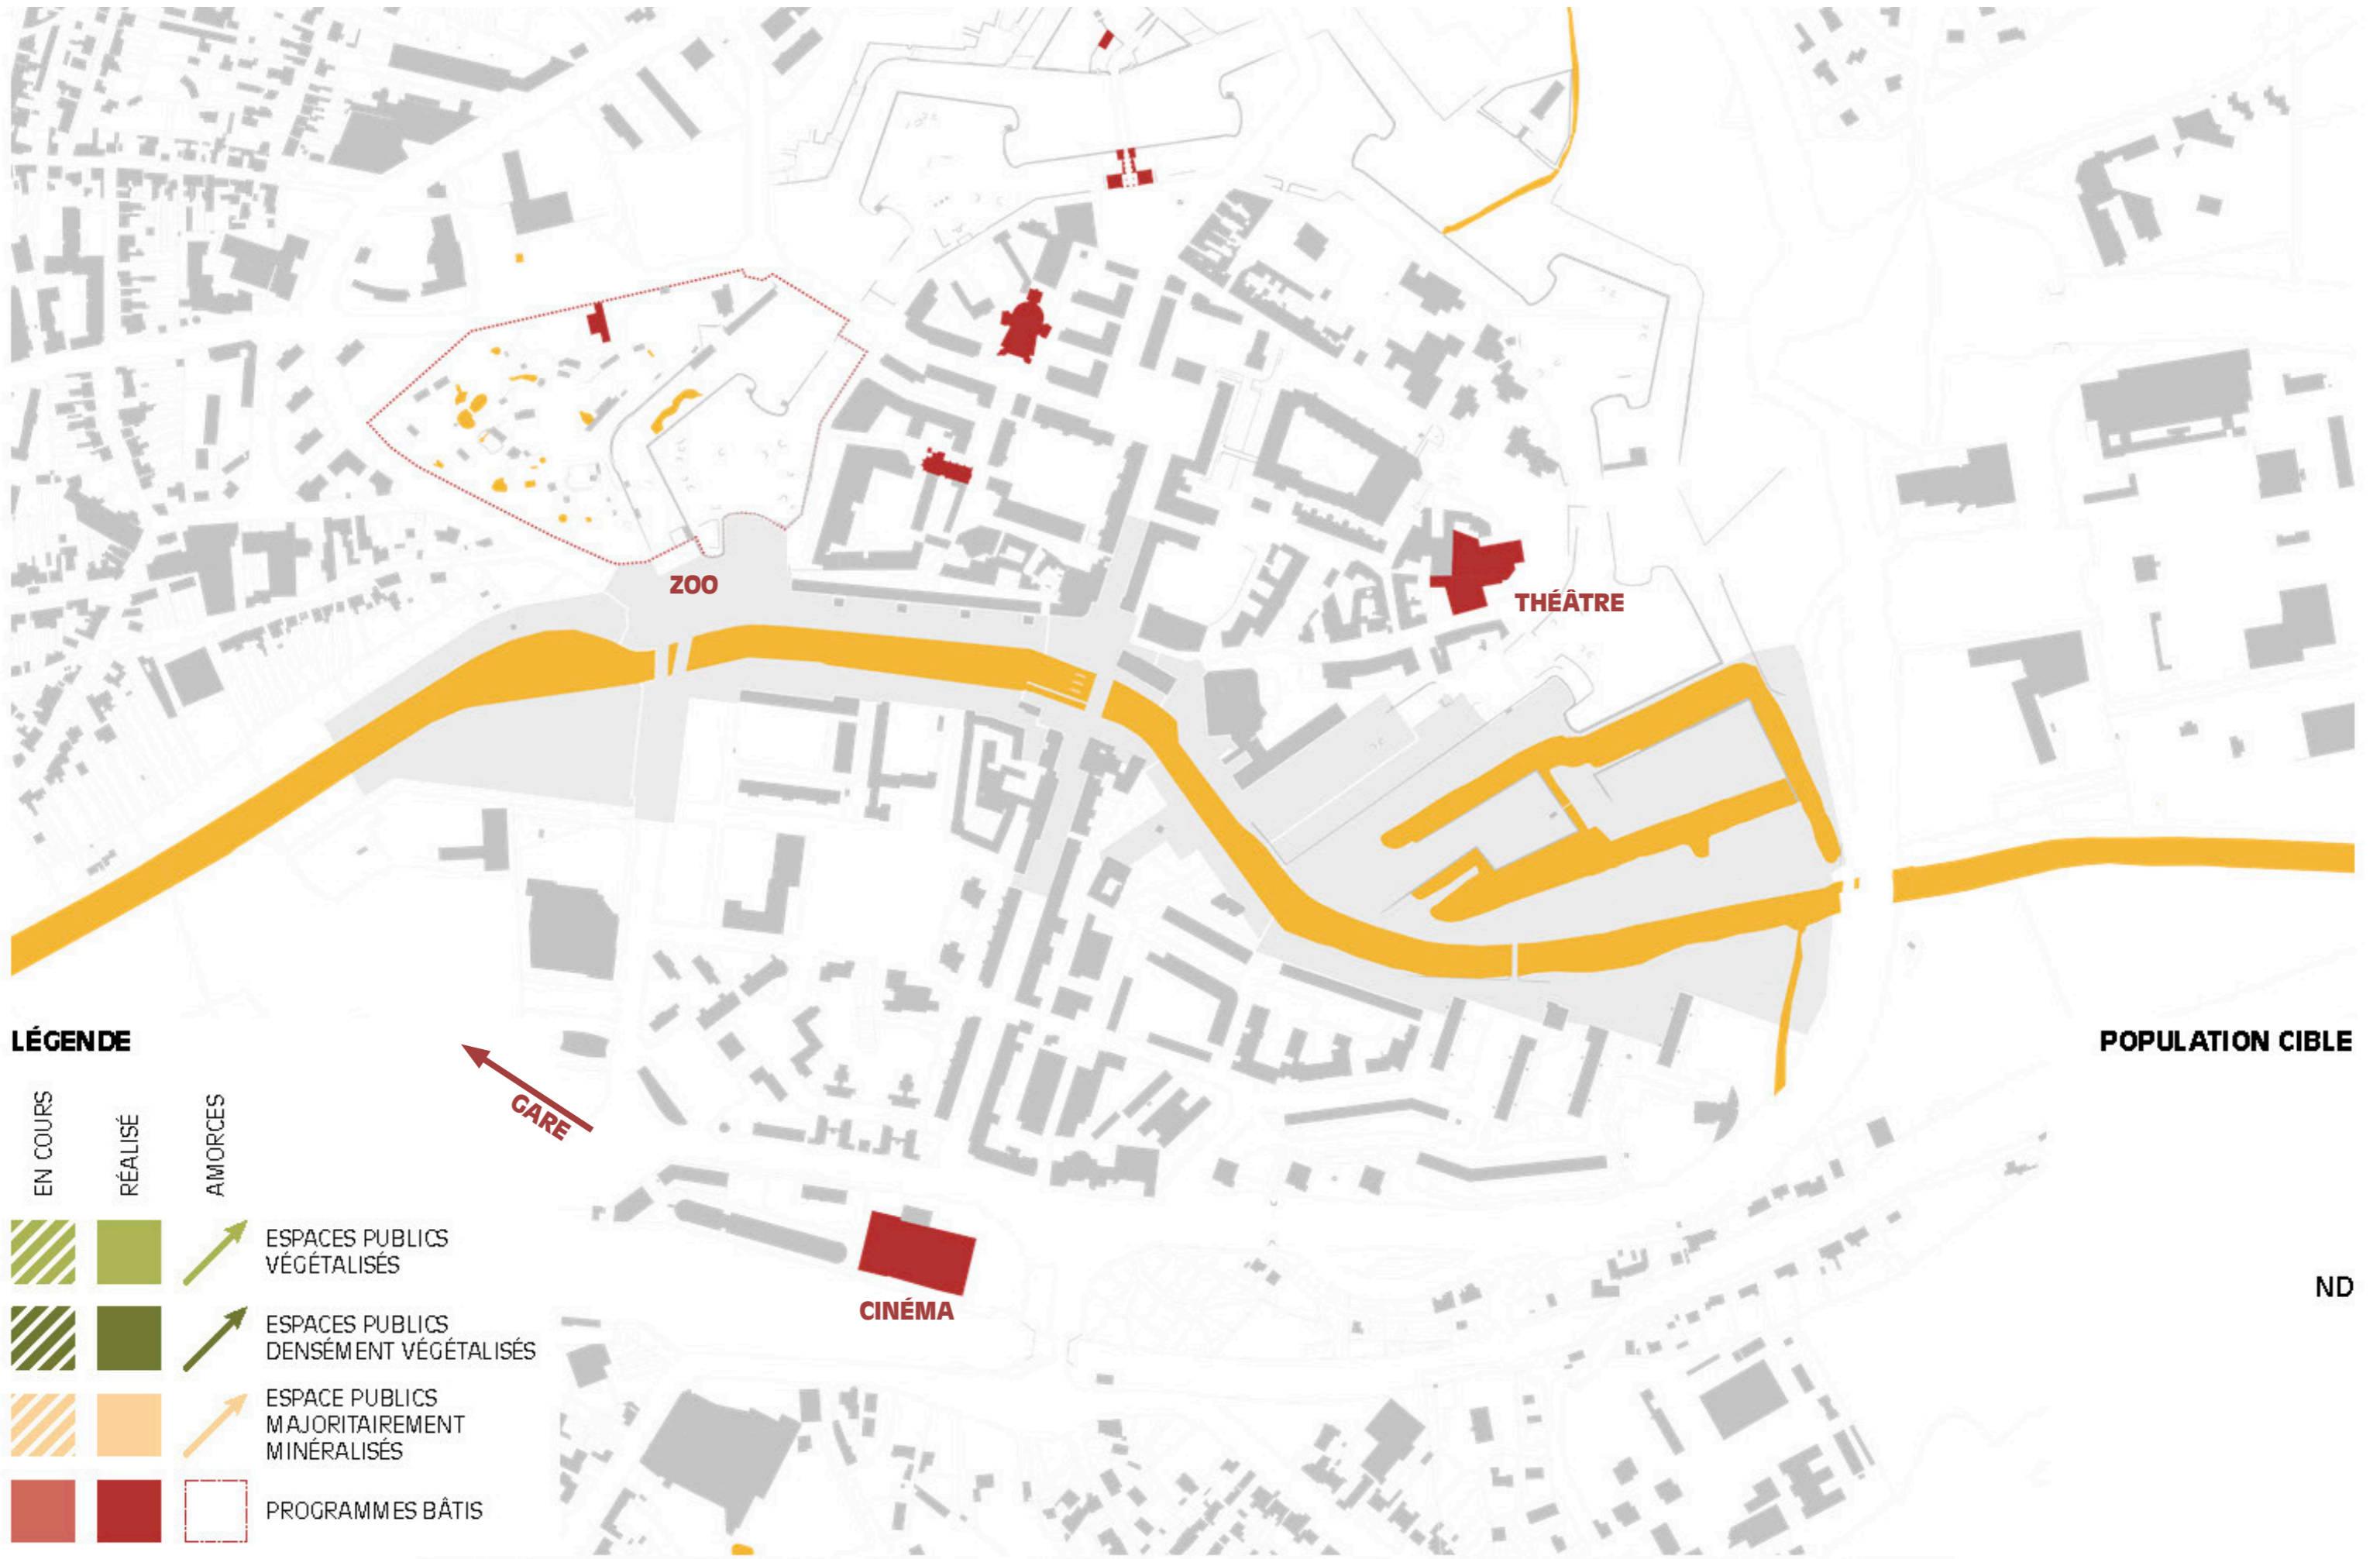 ZOO
THÉÂTRE
LÉGENDE
POPULATION CIBLE
GARE
EN COURS
RÉALISÉ
AMORCES
ESPACES PUBLICS
VÉGÉTALISÉS
ND
CINÉMA
ESPACES PUBLICS
DENSÉMENT VÉGÉTALISÉS
ESPACE PUBLICS
MAJORITAIREMENT
MINÉRALISÉS
PROGRAMMES BÂTIS